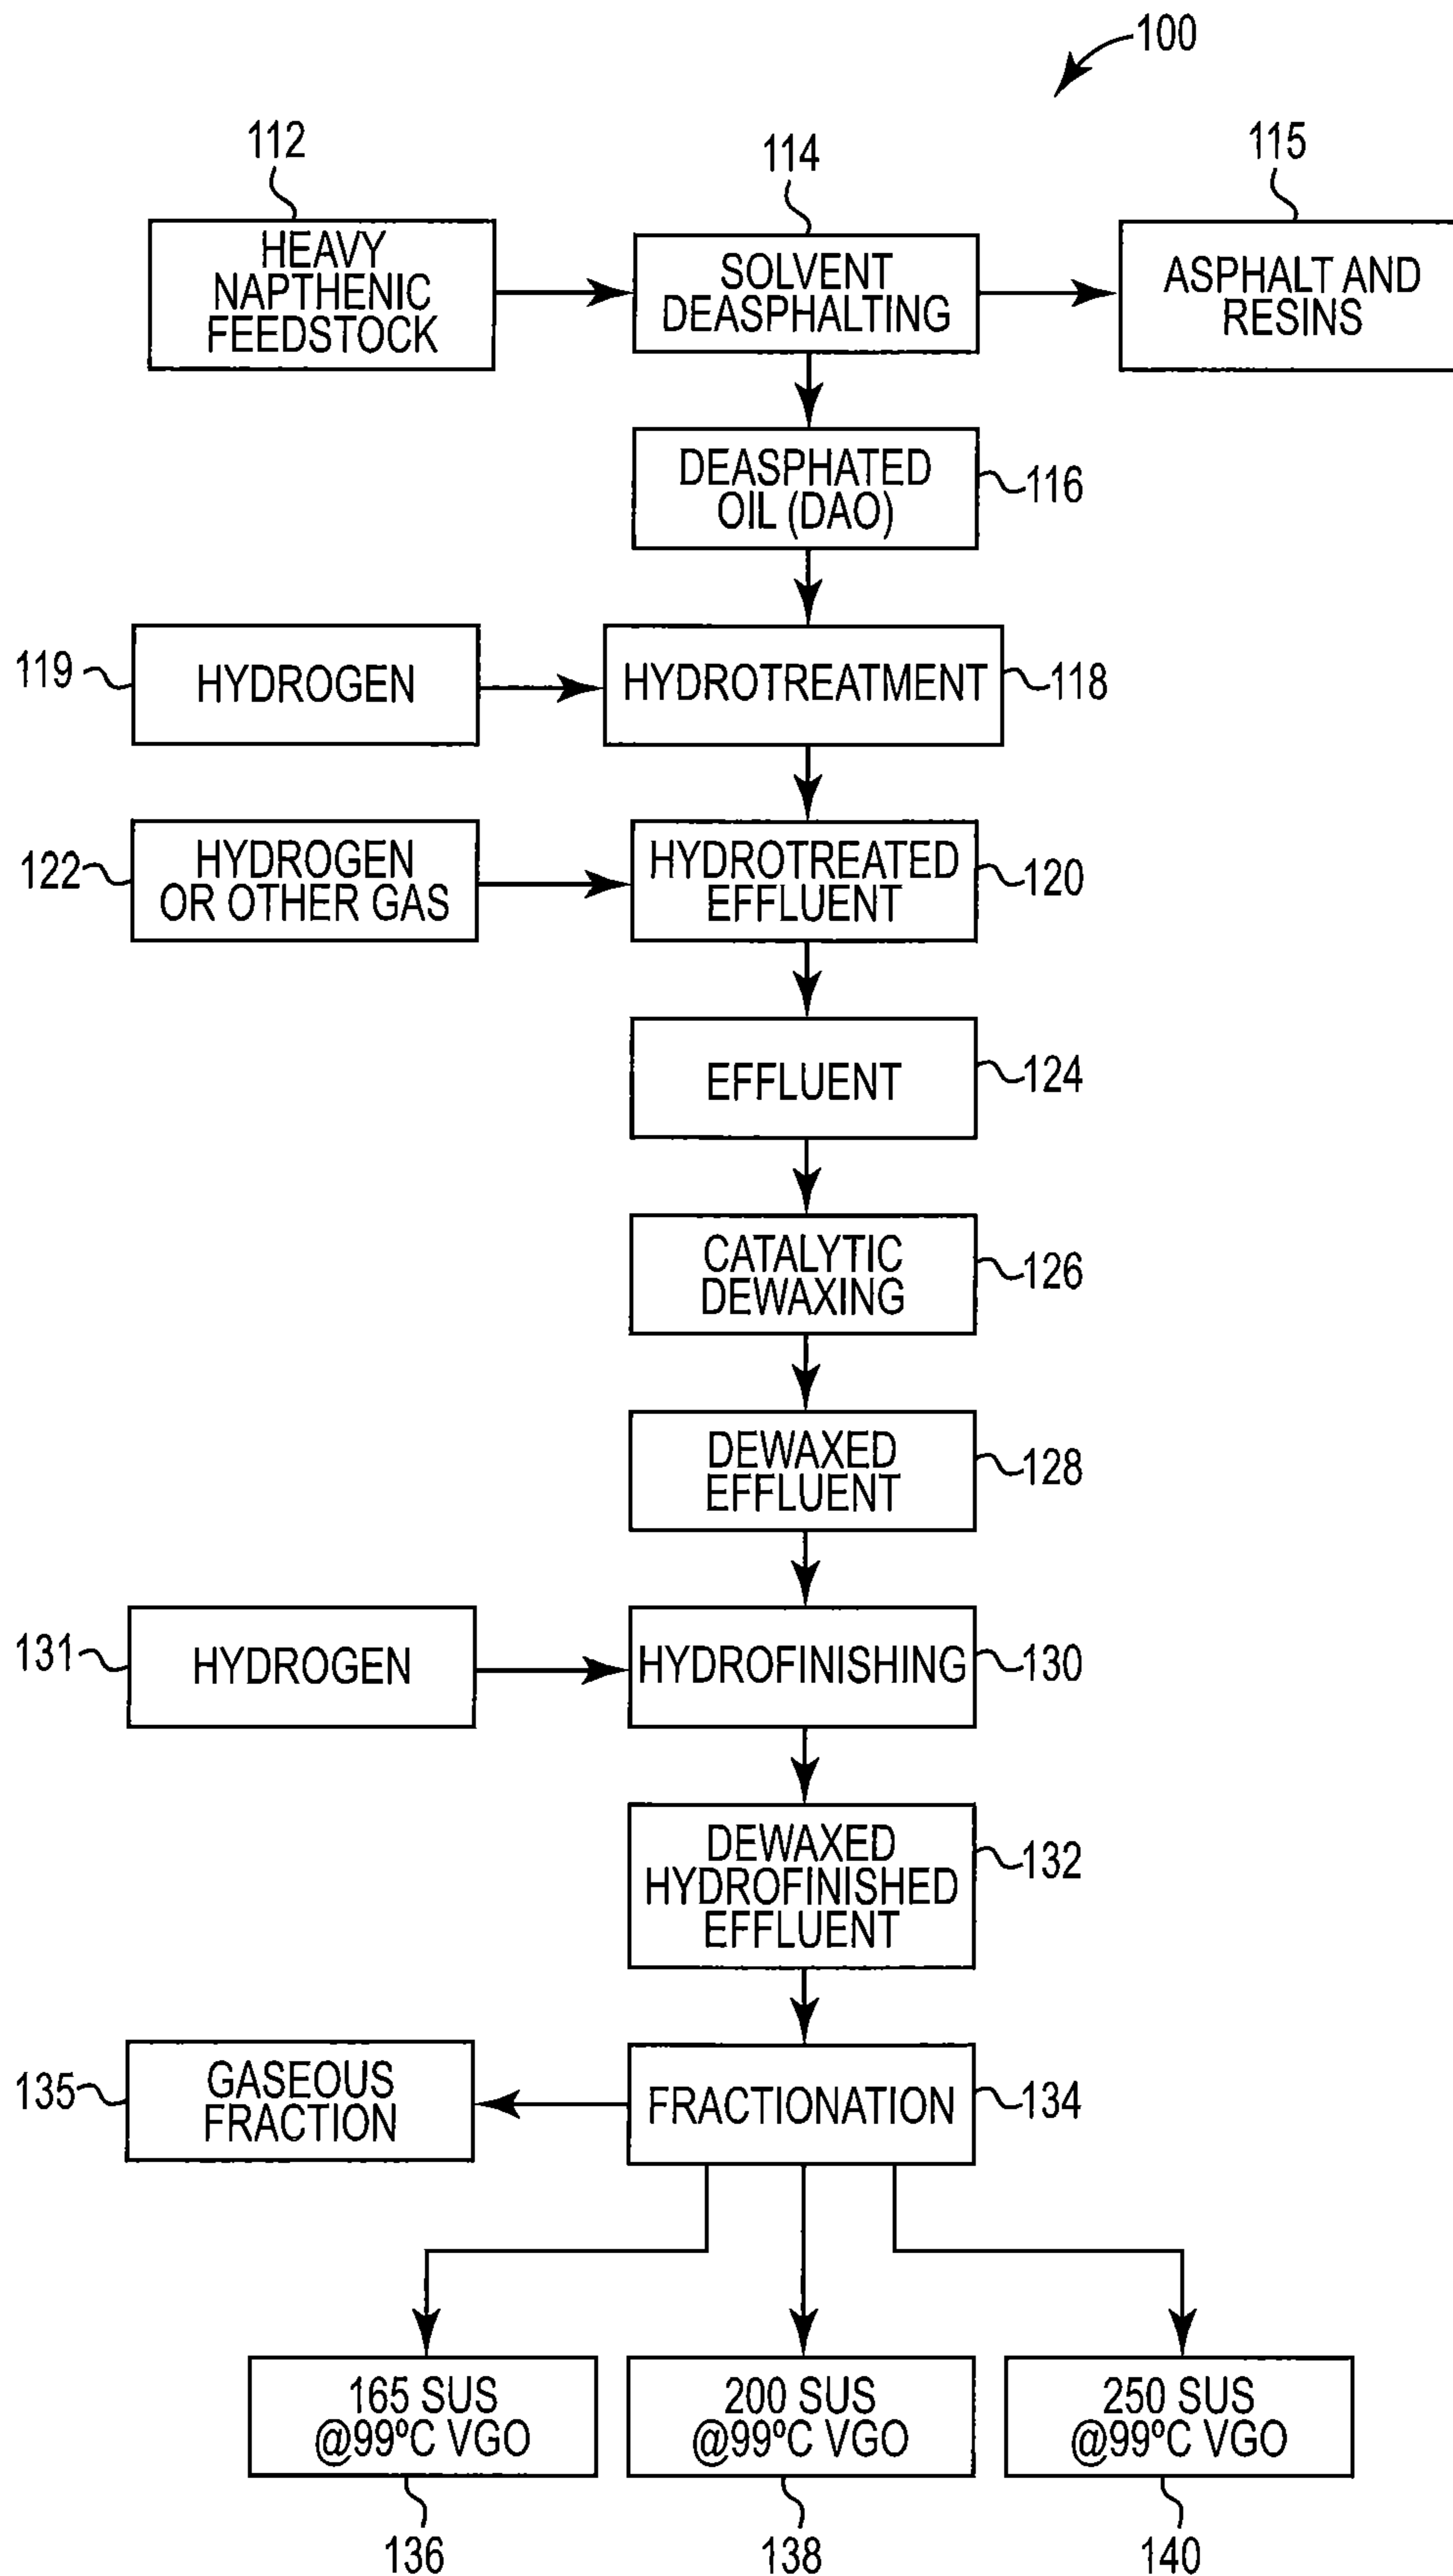 100
112
114
115
HEAVY
NAPTHENIC
FEEDSTOCK
SOLVENT
DEASPHALTING
ASPHALT AND
RESINS
DEASPHATED
OIL (DAO)
116
119
HYDROGEN
HYDROTREATMENT
118
122
HYDROGEN
OR OTHER GAS
HYDROTREATED
EFFLUENT
120
EFFLUENT
124
CATALYTIC
DEWAXING
126
DEWAXED
EFFLUENT
128
131
HYDROGEN
HYDROFINISHING
130
DEWAXED
HYDROFINISHED
EFFLUENT
132
135
GASEOUS
FRACTION
FRACTIONATION
134
165 SUS
@99ºC VGO
200 SUS
@99ºC VGO
250 SUS
@99ºC VGO
136
138
140